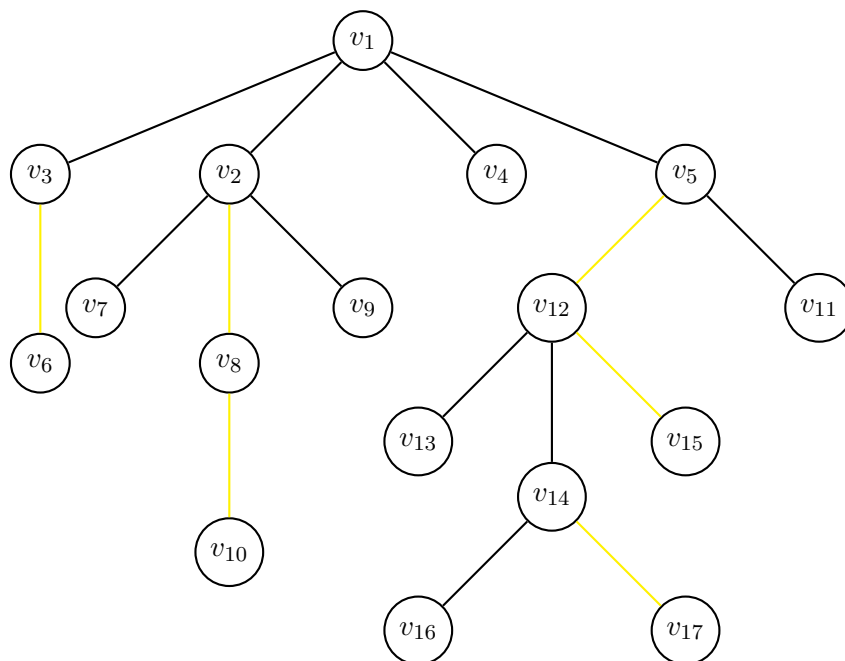 v₁
v₃ v₂ v₄ v₅
v₇ v₉ v₁₂ v₁₁
v₆ v₈
v₁₃ v₁₅
v₁₄
v₁₀
v₁₆ v₁₇